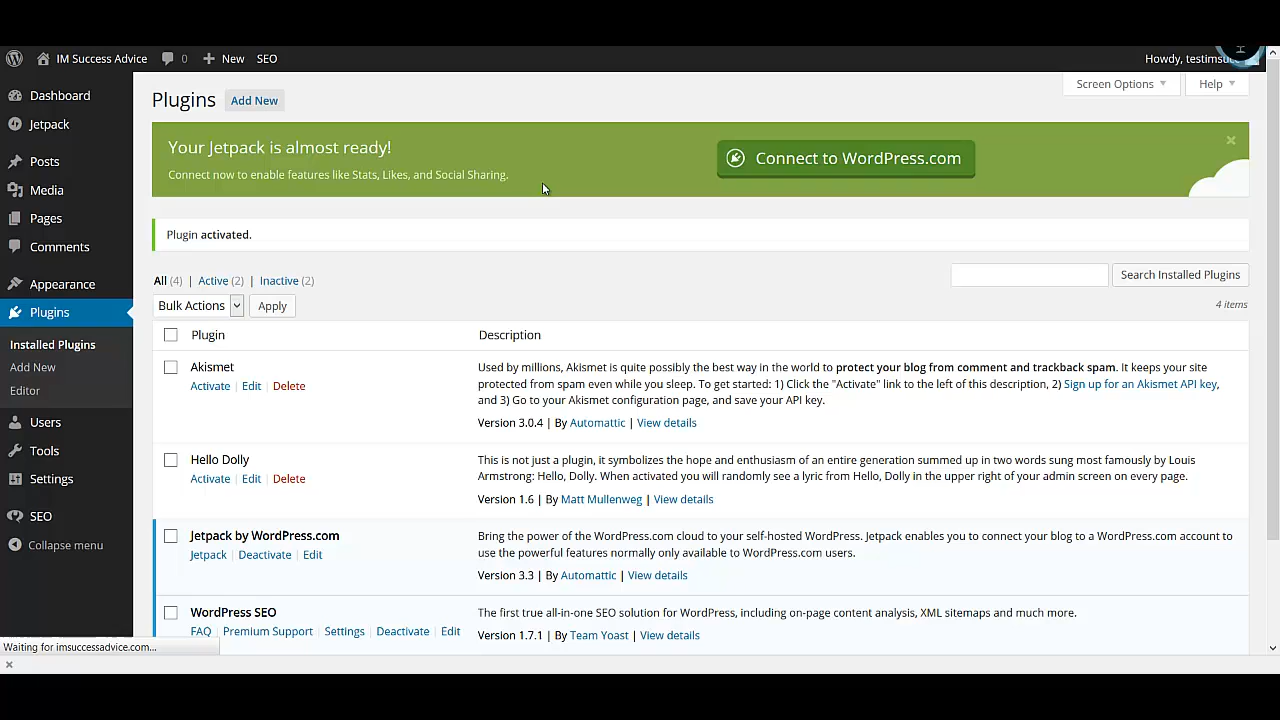 IM Success Advice 0 New SEO
Howdy,
Dashboard
Jetpack
Posts
Media
Pages
Comments
Appearance
Plugins
Installed Plugins
Add New
Editor
Users
Tools
Settings
SEO
Collapse menu
Screen Options Help
Plugins Add New
Your Jetpack is almost ready!
Connect now to enable features like Stats, Likes, and Social Sharing.
Connect to WordPress.com
Plugin activated.
All (4) | Active (2) | Inactive (2)
Search Installed Plugins
Bulk Actions Apply
4 items
Plugin Description
Akismet
Activate | Edit | Delete
Used by millions, Akismet is quite possibly the best way in the world to protect your blog from comment and trackback spam. It keeps your site
protected from spam even while you sleep. To get started: 1) Click the "Activate" link to the left of this description, 2) Sign up for an Akismet API key,
and 3) Go to your Akismet configuration page, and save your API key.
Version 3.0.4 | By Automattic | View details
Hello Dolly
Activate | Edit | Delete
This is not just a plugin, it symbolizes the hope and enthusiasm of an entire generation summed up in two words sung most famously by Louis
Armstrong: Hello, Dolly. When activated you will randomly see a lyric from Hello, Dolly in the upper right of your admin screen on every page.
Version 1.6 | By Matt Mullenweg | View details
Jetpack by WordPress.com
Jetpack | Deactivate | Edit
Bring the power of the WordPress.com cloud to your self-hosted WordPress. Jetpack enables you to connect your blog to a WordPress.com account to
use the powerful features normally only available to WordPress.com users.
Version 3.3 | By Automattic | View details
WordPress SEO
FAQ | Premium Support | Settings | Deactivate | Edit
The first true all-in-one SEO solution for WordPress, including on-page content analysis, XML sitemaps and much more.
Version 1.7.1 | By Team Yoast | View details
Waiting for imsuccessadvice.com...